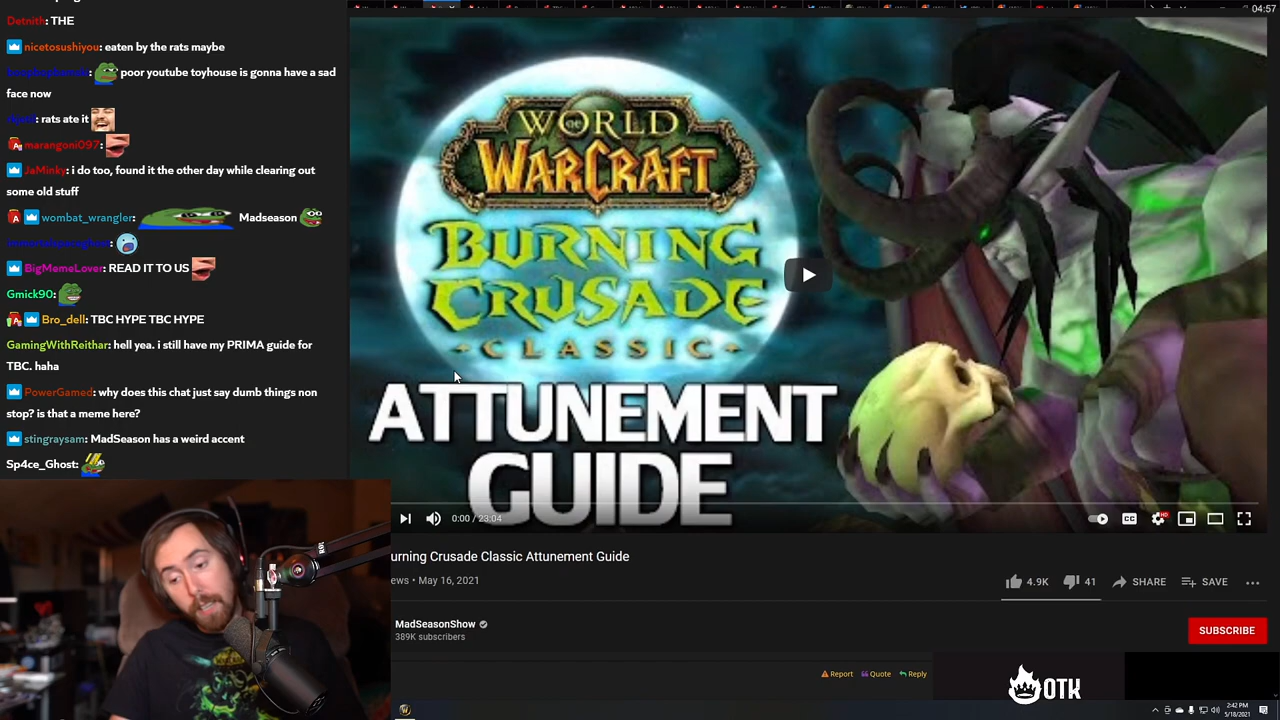 Detnith: THE
nicetosushiyou: eaten by the rats maybe
poor youtube toyhouse is gonna have a sad
face now
: rats ate it
marangoni097:
JaMinky: i do too, found it the other day while clearing out
some old stuff
wombat_wrangler: Madseason
BigMemeLover: READ IT TO US
Gmick90:
Bro_dell: TBC HYPE TBC HYPE
GamingWithReithar: hell yea. i still have my PRIMA guide for
TBC. haha
PowerGamed: why does this chat just say dumb things non
stop? is that a meme here?
stingraysam: MadSeason has a weird accent
Sp4ce_Ghost:
04:57
WORLD
OF
WARCRAFT
BURNING
CRUSADE
CLASSIC
ATTUNEMENT
GUIDE
0:00 / 23:04
CC
HD
urning Crusade Classic Attunement Guide
ews • May 16, 2021
4.9K
41
SHARE
SAVE
MadSeasonShow
389K subscribers
SUBSCRIBE
Report
Quote
Reply
OTK
2:42 PM
5/18/2021